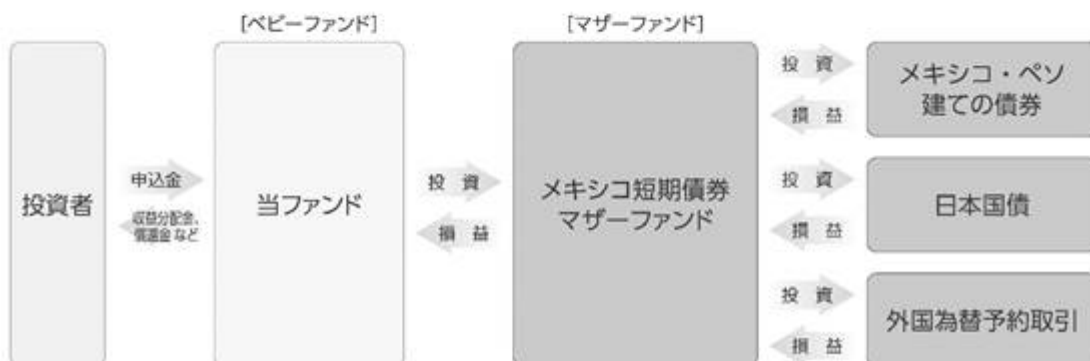 [ベビーファンド]
[マザーファンド]
投資者
申込金
収益分配金、
償還金 など
当ファンド
投 資
損 益
メキシコ短期債券
マザーファンド
投 資
損 益
メキシコ・ペソ
建ての債券
投 資
損 益
日本国債
投 資
損 益
外国為替予約取引